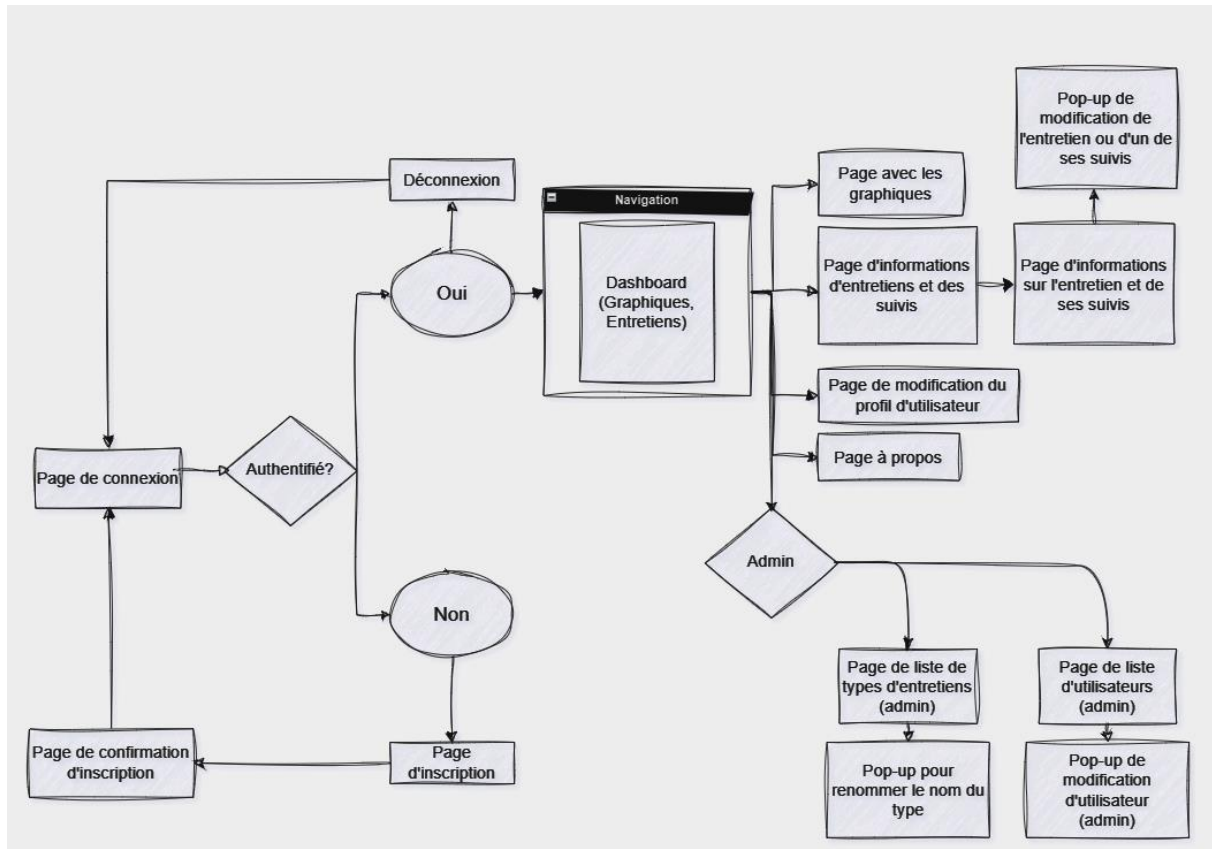 Pop-up de
modification de
l'entretien ou d'un de
ses suivis
Déconnexion
Page avec les
graphiques
Navigation
Oui
Dashboard
(Graphiques,
Entretiens)
Page d'informations
d'entretiens et des
suivis
Page d'informations
sur l'entretien et de
ses suivis
Page de modification du
profil d'utilisateur
Page à propos
Page de connexion
Authentifié?
Admin
Non
Page de liste de
types d'entretiens
(admin)
Page de liste
d'utilisateurs
(admin)
Page de confirmation
d'inscription
Page
d'inscription
Pop-up pour
renommer le nom du
type
Pop-up de
modification
d'utilisateur
(admin)